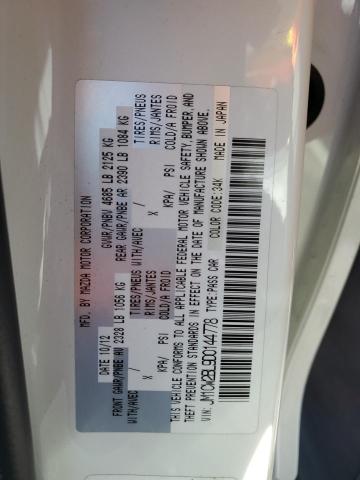 MFD. BY MAZDA MOTOR CORPORATION
DATE 10/12 GVWR/PNBV 4685 LB 2125 KG
FRONT GAWR/PNBE AV 2328 LB 1056 KG REAR GAWR/PNBE AR 2390 LB 1084 KG
WITH/AVEC TIRES/PNEUS WITH/AVEC TIRES/PNEUS
X RIMS/JANTES X RIMS/JANTES
KPA/ PSI COLD/A FROID KPA/ PSI COLD/A FROID
THIS VEHICLE CONFORMS TO ALL APPLICABLE FEDERAL MOTOR VEHICLE SAFETY, BUMPER, AND
THEFT PREVENTION STANDARDS IN EFFECT ON THE DATE OF MANUFACTURE SHOWN ABOVE.
VIN: JM1CW2BL9D0144778 TYPE: PASS CAR COLOR CODE: 34K MADE IN JAPAN